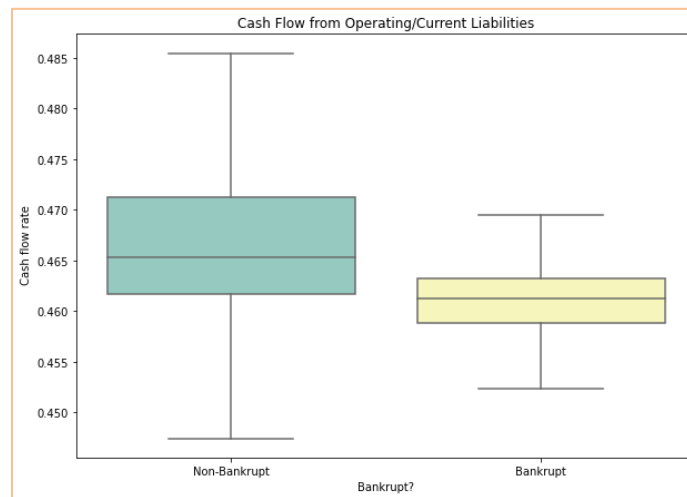 Cash Flow from Operating/Current Liabilities
0.485
0.480
0.475
0.470
0.465
0.460
0.455
0.450
Cash flow rate
Non-Bankrupt
Bankrupt
Bankrupt?